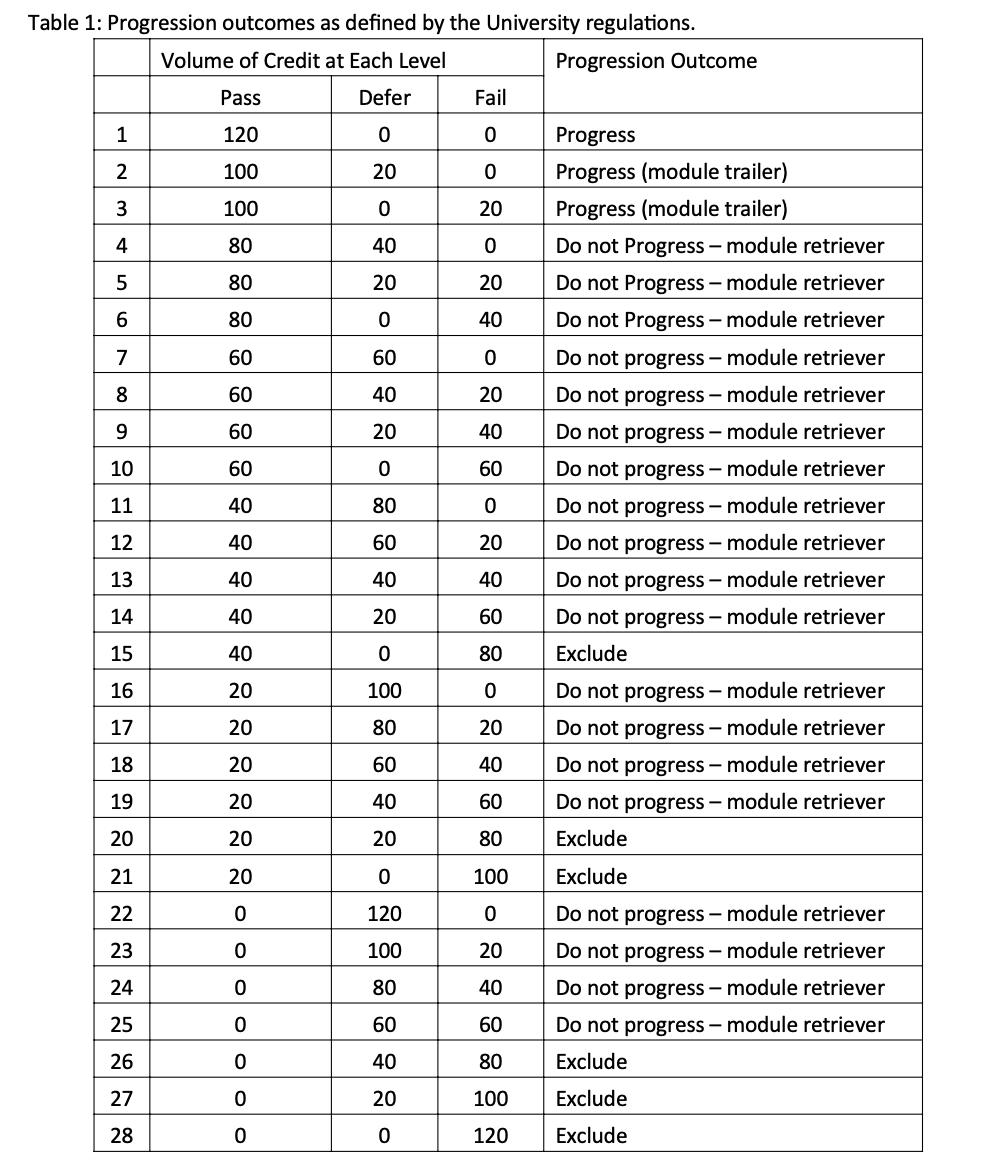 Table 1: Progression outcomes as defined by the University regulations.
Volume of Credit at Each Level Progression Outcome
Pass Defer Fail
1 120 0 0 Progress
2 100 20 0 Progress (module trailer)
3 100 0 20 Progress (module trailer)
4 80 40 0 Do not Progress – module retriever
5 80 20 20 Do not Progress – module retriever
6 80 0 40 Do not Progress – module retriever
7 60 60 0 Do not progress – module retriever
8 60 40 20 Do not progress – module retriever
9 60 20 40 Do not progress – module retriever
10 60 0 60 Do not progress – module retriever
11 40 80 0 Do not progress – module retriever
12 40 60 20 Do not progress – module retriever
13 40 40 40 Do not progress – module retriever
14 40 20 60 Do not progress – module retriever
15 40 0 80 Exclude
16 20 100 0 Do not progress – module retriever
17 20 80 20 Do not progress – module retriever
18 20 60 40 Do not progress – module retriever
19 20 40 60 Do not progress – module retriever
20 20 20 80 Exclude
21 20 0 100 Exclude
22 0 120 0 Do not progress – module retriever
23 0 100 20 Do not progress – module retriever
24 0 80 40 Do not progress – module retriever
25 0 60 60 Do not progress – module retriever
26 0 40 80 Exclude
27 0 20 100 Exclude
28 0 0 120 Exclude